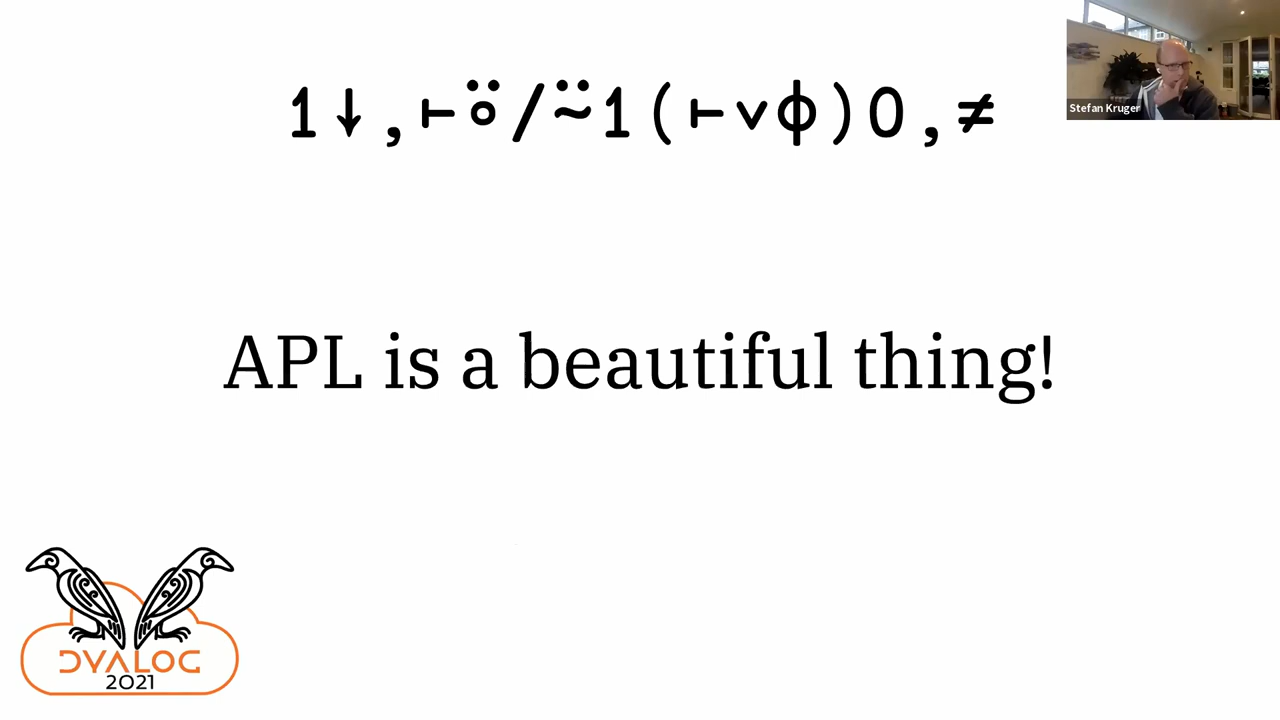 1↓,⊢⍤/⍨1(⊢∨⌽)0,≠
Stefan Kruger
APL is a beautiful thing!
DYALOG
2021